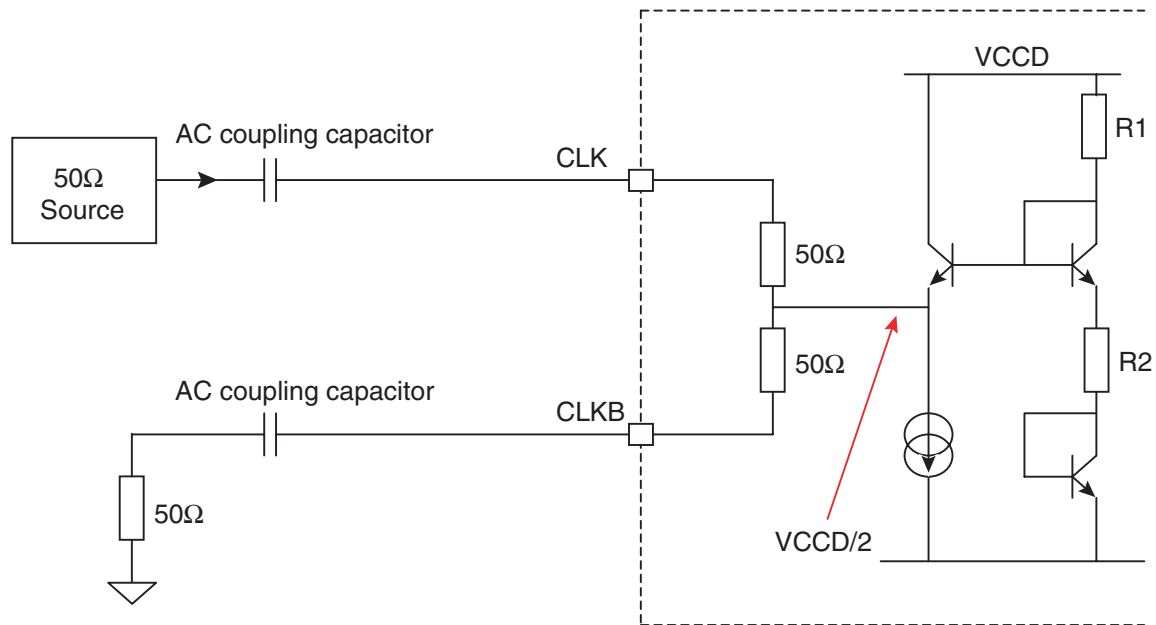 VCCD
R1
AC coupling capacitor
CLK
50Ω
Source
50Ω
50Ω
R2
AC coupling capacitor
CLKB
50Ω
VCCD/2